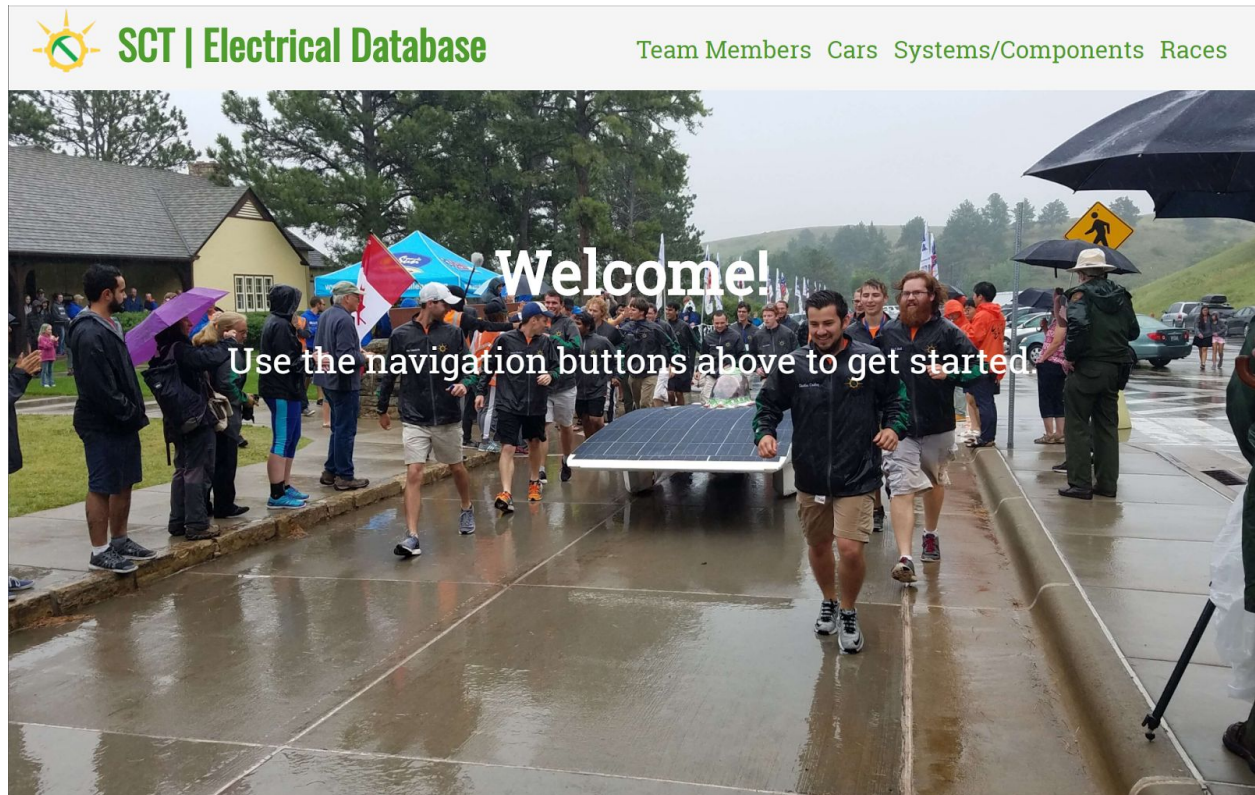 SCT | Electrical Database
Team Members Cars Systems/Components Races
Welcome!
Use the navigation buttons above to get started.